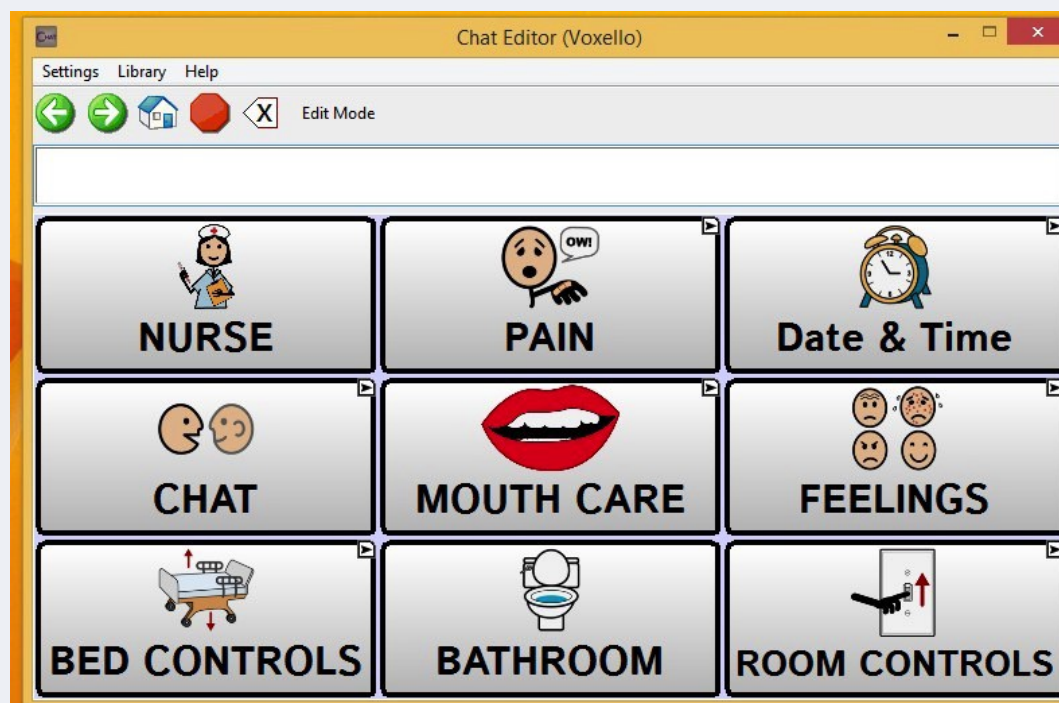 Chat Editor (Voxello)
Settings Library Help
X Edit Mode
OW!
NURSE PAIN Date & Time
CHAT MOUTH CARE FEELINGS
BED CONTROLS BATHROOM ROOM CONTROLS